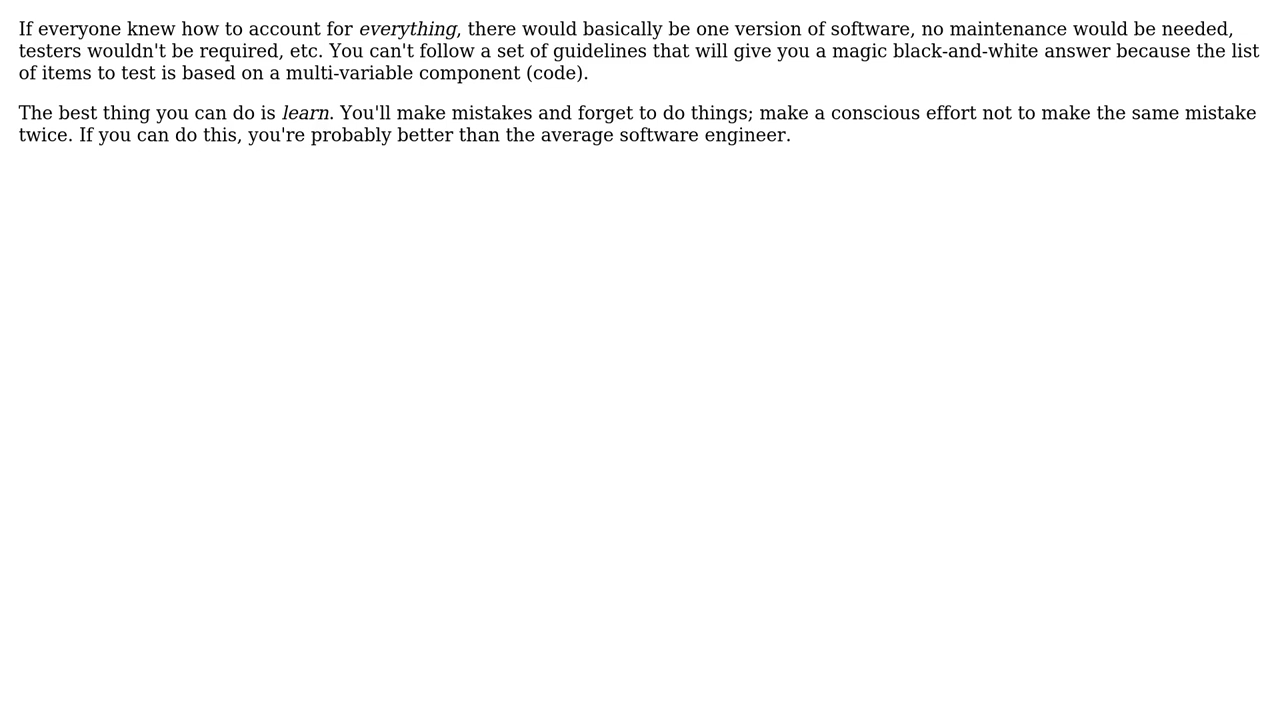 If everyone knew how to account for everything, there would basically be one version of software, no maintenance would be needed,
testers wouldn't be required, etc. You can't follow a set of guidelines that will give you a magic black-and-white answer because the list
of items to test is based on a multi-variable component (code).
The best thing you can do is learn. You'll make mistakes and forget to do things; make a conscious effort not to make the same mistake
twice. If you can do this, you're probably better than the average software engineer.